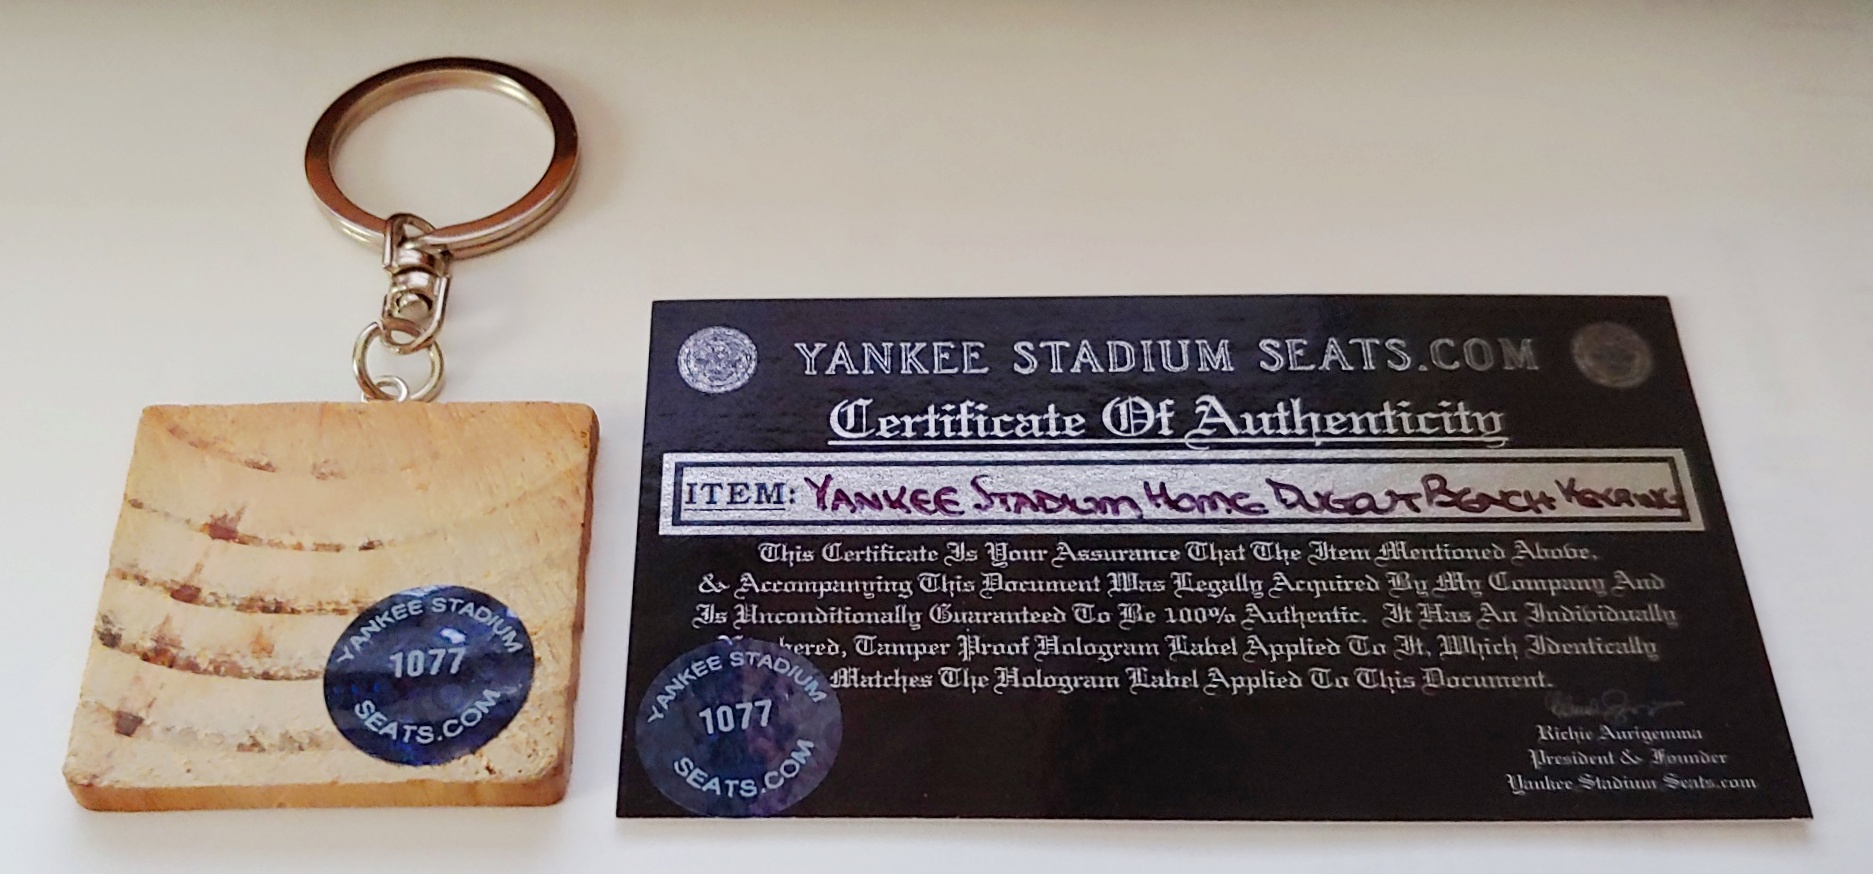 YANKEE STADIUM
1077
SEATS.COM
YANKEE STADIUM SEATS.COM
Certificate Of Authenticity
ITEM: YANKEE STADIUM HOME DUGOUT BENCH KEYRING
This Certificate Is Your Assurance That The Item Mentioned Above,
& Accompanying This Document Was Legally Acquired By My Company And
Is Unconditionally Guaranteed To Be 100% Authentic. It Has An Individually
bered, Tamper Proof Hologram Label Applied To It, Which Identically
Matches The Hologram Label Applied To This Document.
YANKEE STADIUM
1077
SEATS.COM
Richie Aurigemma
President & Founder
Yankee Stadium Seats.com